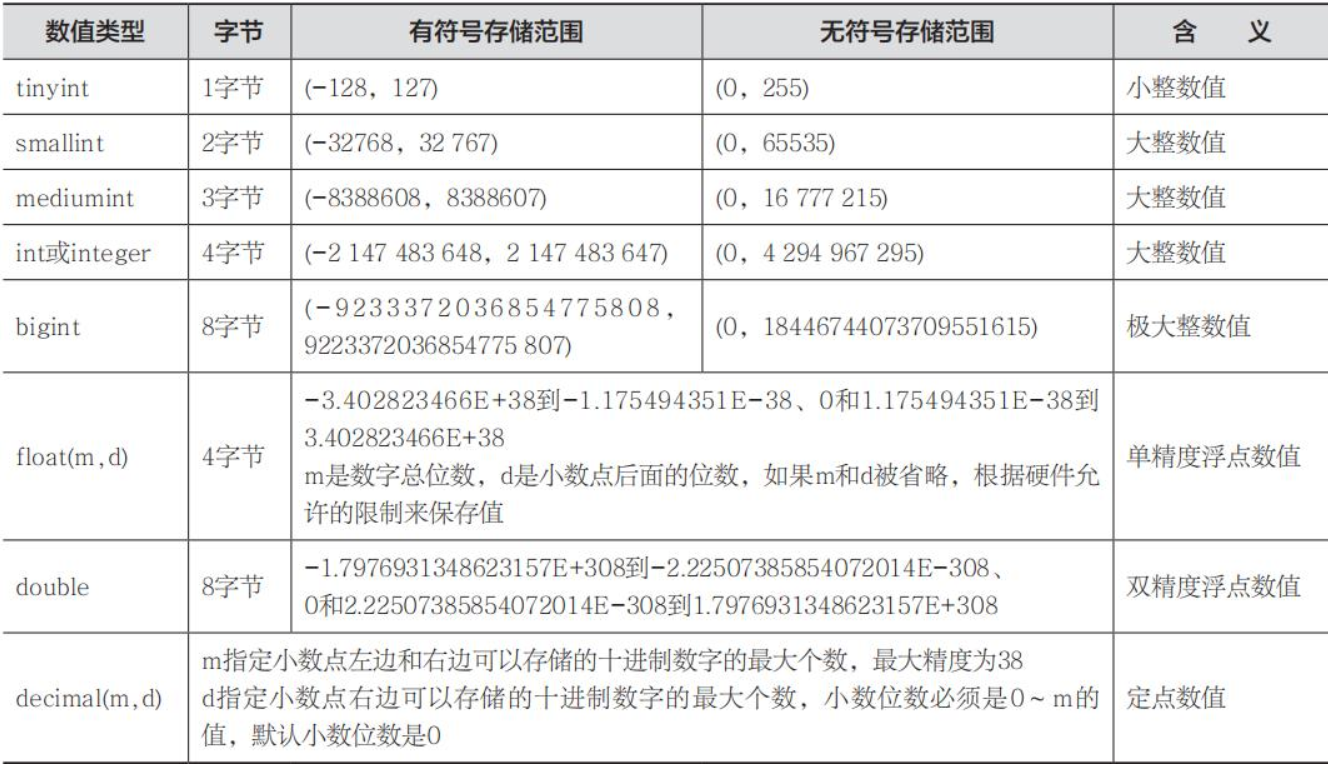 数值类型 字节 有符号存储范围 无符号存储范围 含 义
tinyint 1字节 (-128，127) (0，255) 小整数值
smallint 2字节 (-32768，32 767) (0，65535) 大整数值
mediumint 3字节 (-8388608，8388607) (0，16 777 215) 大整数值
int或integer 4字节 (-2 147 483 648，2 147 483 647) (0，4 294 967 295) 大整数值
bigint 8字节 (-9233372036854775808，
9223372036854775 807) (0，18446744073709551615) 极大整数值
float(m,d) 4字节 -3.402823466E+38到-1.175494351E-38、0和1.175494351E-38到
3.402823466E+38
m是数字总位数，d是小数点后面的位数，如果m和d被省略，根据硬件允
许的限制来保存值 单精度浮点数值
double 8字节 -1.7976931348623157E+308到-2.22507385854072014E-308、
0和2.22507385854072014E-308到1.7976931348623157E+308 双精度浮点数值
decimal(m,d) m指定小数点左边和右边可以存储的十进制数字的最大个数，最大精度为38
d指定小数点右边可以存储的十进制数字的最大个数，小数位数必须是0~m的
值，默认小数位数是0 定点数值